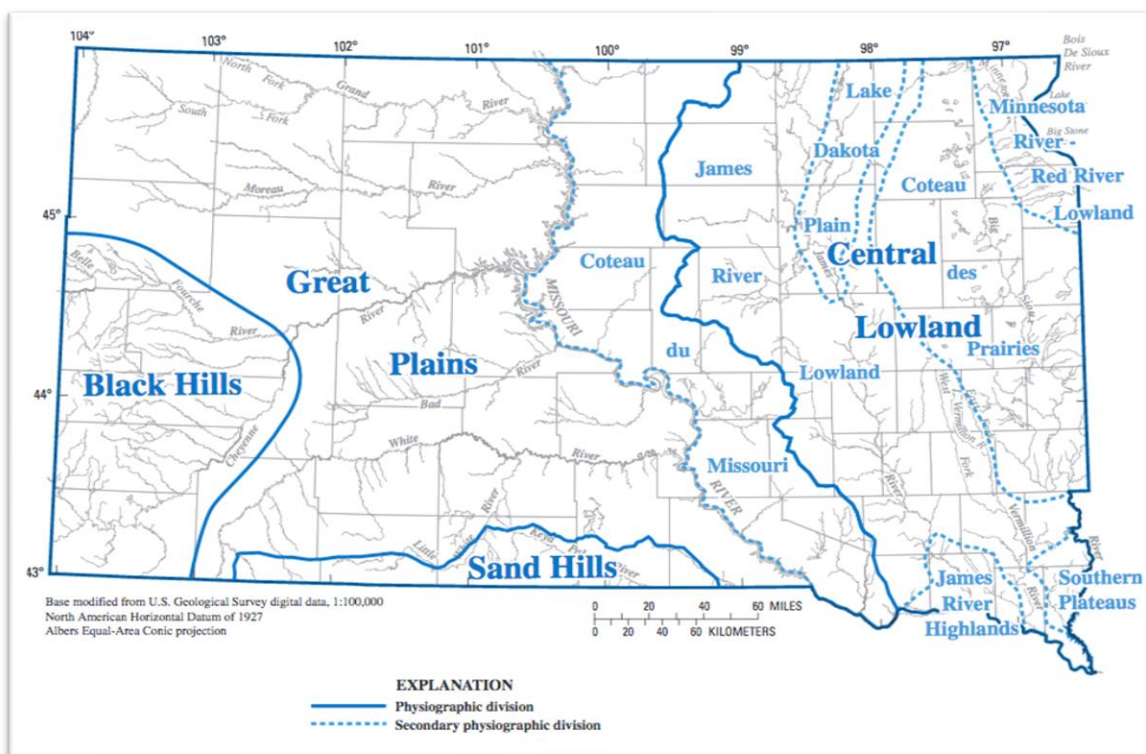 104°
103°
102°
101°
100°
99°
98°
97°
Bois
De Sioux
River
North
Fork
Grand
River
South
Fork
Lake
Minnesota
Lake
Minnesota
River -
Big Stone
Red River
Lowland
James
Dakota
Coteau
Moreau
River
45°
Plain
Big
Central
Great
Coteau
River
des
James
Belle
Fourche
River
River
MISSOURI
Lowland
Sioux
Prairies
Plains
River
du
Lowland
Black Hills
44°
Bad
West
Vermillion
Fork
White
River
Cheyenne
Missouri
RIVER
River
River
Vermillion
River
Little
White
Keya
River
43°
Sand Hills
James
River
Highlands
River
Southern
Plateaus
Base modified from U.S. Geological Survey digital data, 1:100,000
North American Horizontal Datum of 1927
Albers Equal-Area Conic projection
0 20 40 60 MILES
0 20 40 60 KILOMETERS
EXPLANATION
Physiographic division
Secondary physiographic division